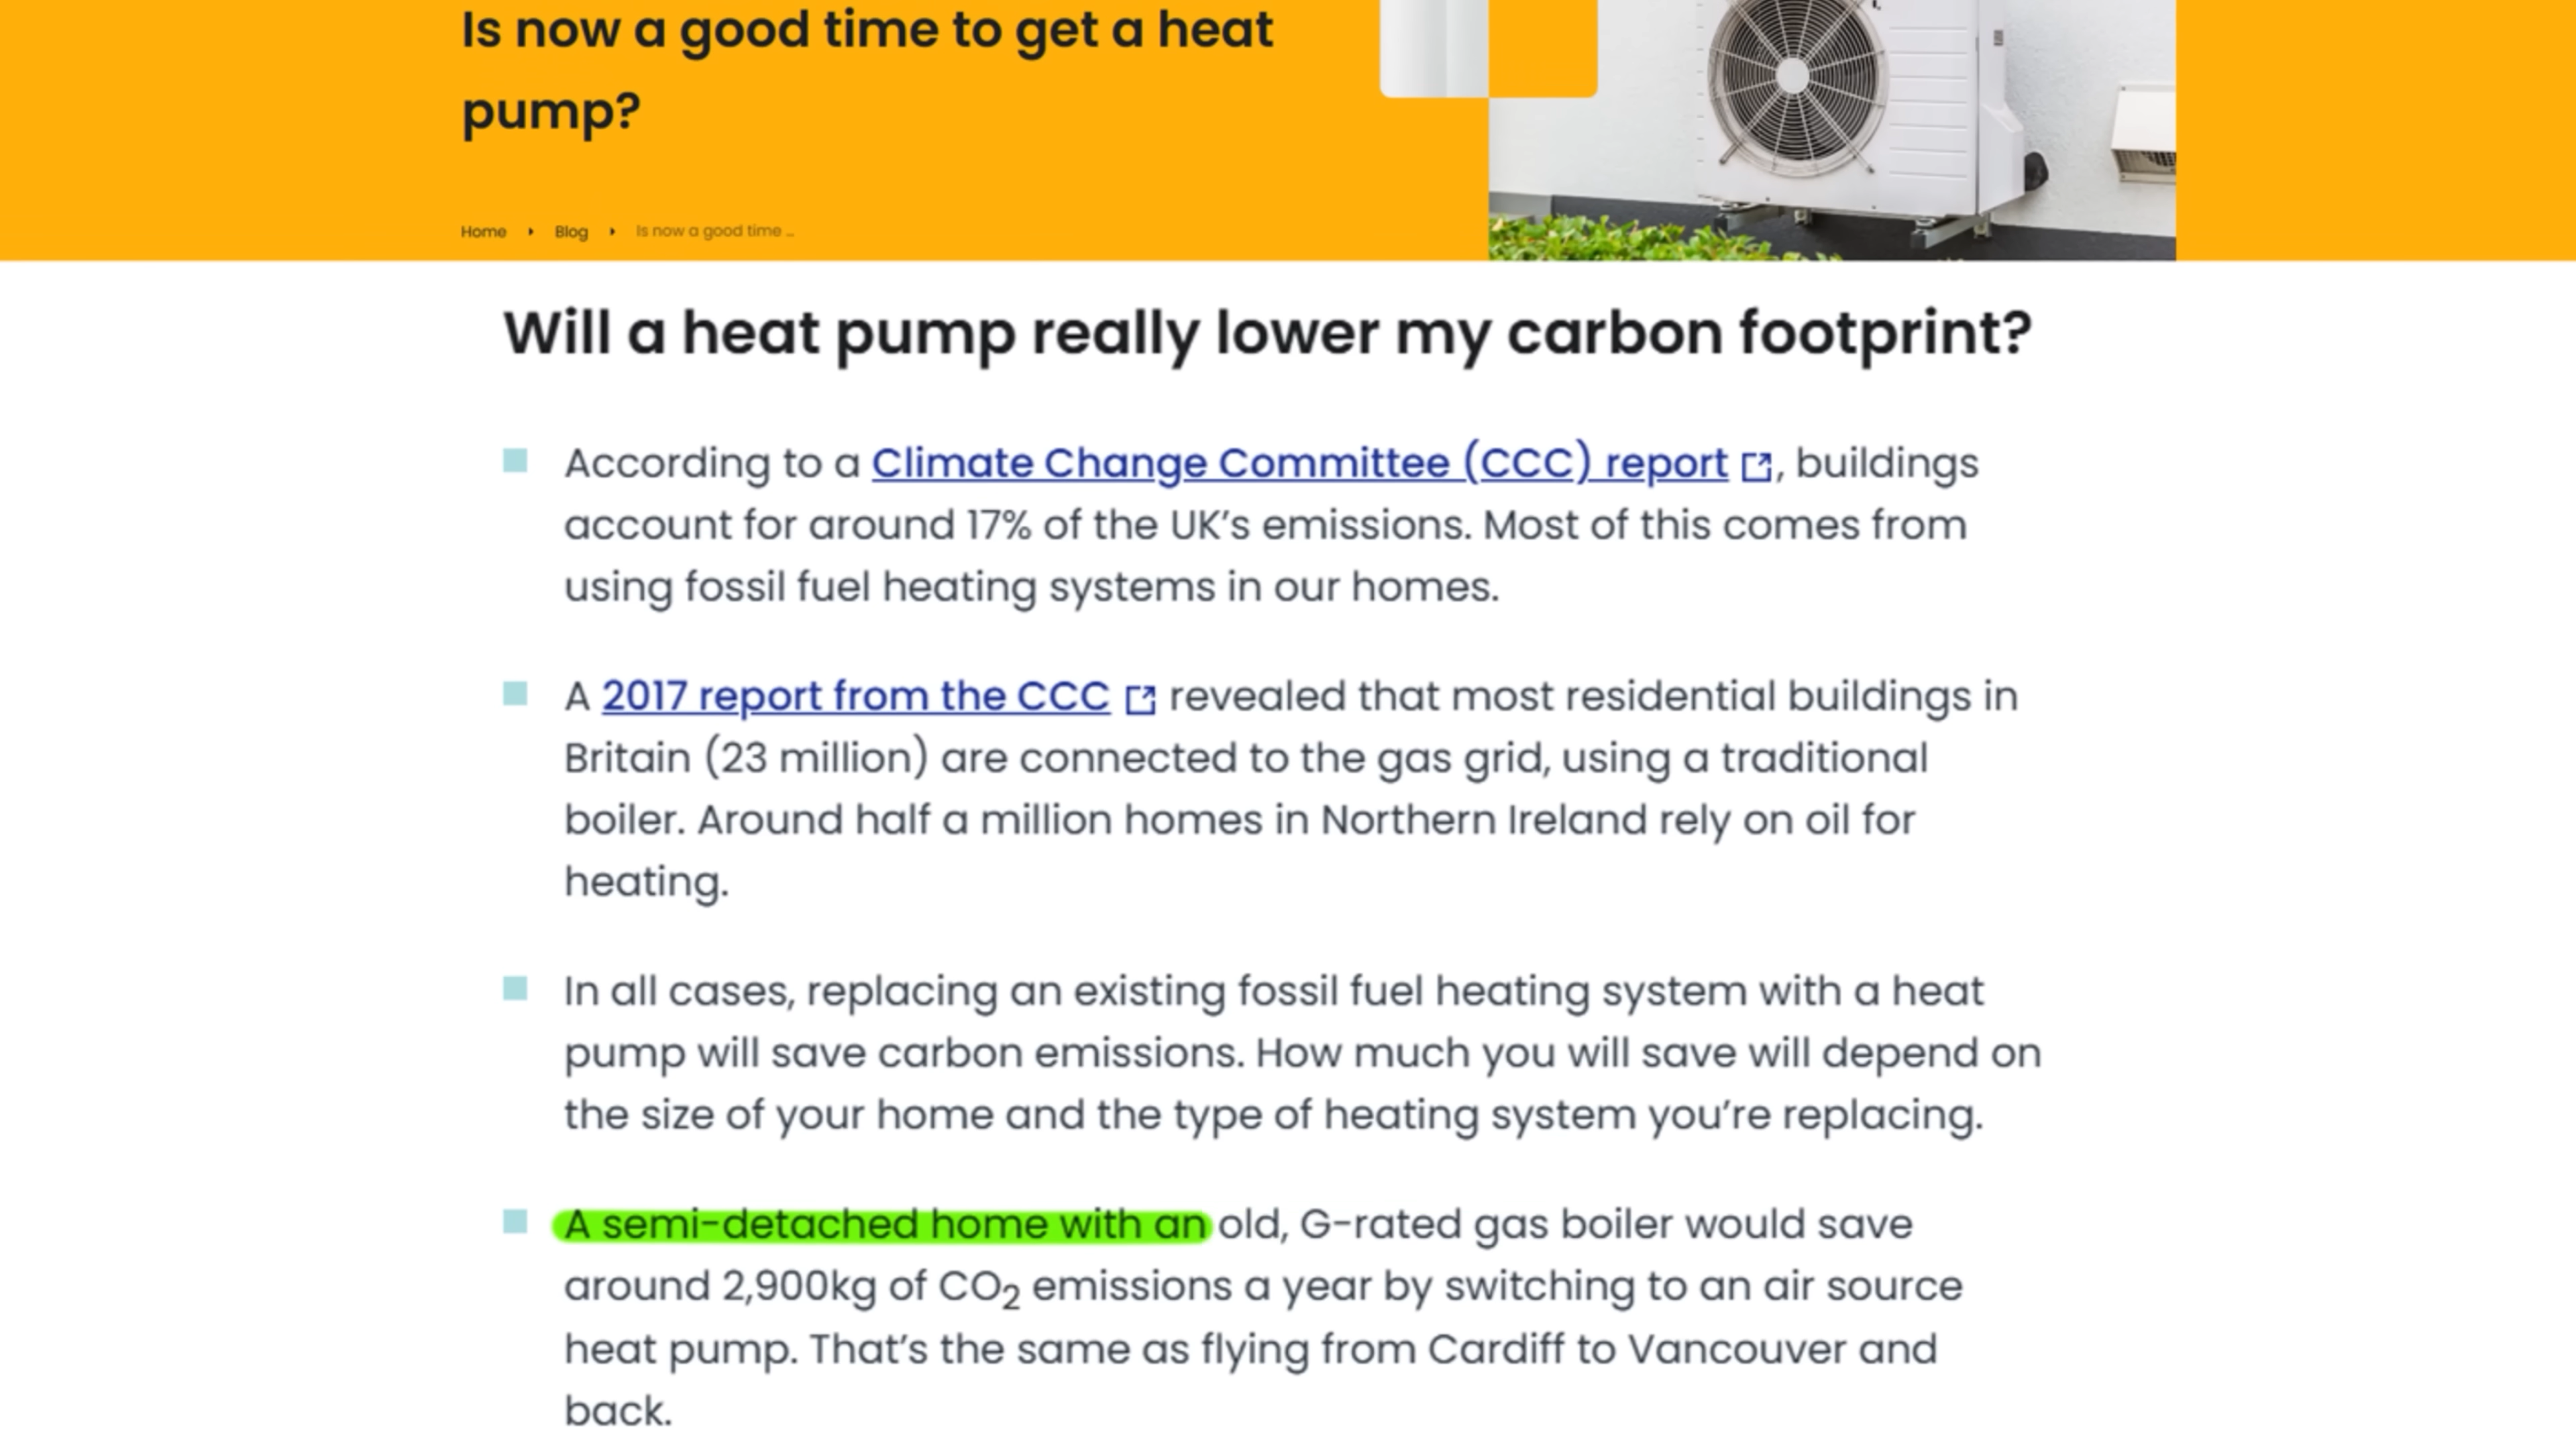 Is now a good time to get a heat
pump?
Home
Blog
Is now a good time ...
Will a heat pump really lower my carbon footprint?
According to a Climate Change Committee (CCC) report , buildings
account for around 17% of the UK’s emissions. Most of this comes from
using fossil fuel heating systems in our homes.
A 2017 report from the CCC revealed that most residential buildings in
Britain (23 million) are connected to the gas grid, using a traditional
boiler. Around half a million homes in Northern Ireland rely on oil for
heating.
In all cases, replacing an existing fossil fuel heating system with a heat
pump will save carbon emissions. How much you will save will depend on
the size of your home and the type of heating system you’re replacing.
A semi-detached home with an old, G-rated gas boiler would save
around 2,900kg of CO₂ emissions a year by switching to an air source
heat pump. That’s the same as flying from Cardiff to Vancouver and
back.